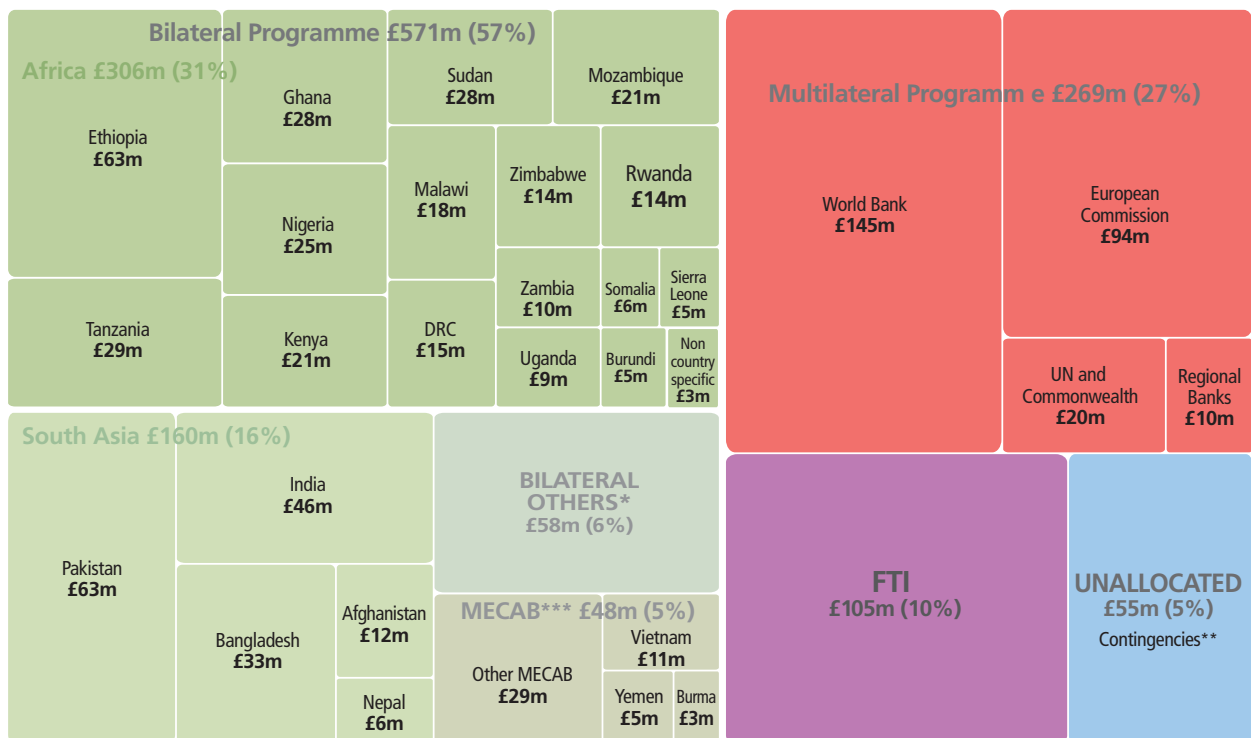 Bilateral Programme £571m (57%)
Africa £306m (31%)
Ethiopia
£63m
Ghana
£28m
Sudan
£28m
Mozambique
£21m
Nigeria
£25m
Malawi
£18m
Zimbabwe
£14m
Rwanda
£14m
Tanzania
£29m
Kenya
£21m
DRC
£15m
Zambia
£10m
Somalia
£6m
Sierra
Leone
£5m
Uganda
£9m
Burundi
£5m
Non
country
specific
£3m
South Asia £160m (16%)
Pakistan
£63m
India
£46m
Bangladesh
£33m
Afghanistan
£12m
Nepal
£6m
BILATERAL
OTHERS*
£58m (6%)
MECAB*** £48m (5%)
Other MECAB
£29m
Vietnam
£11m
Yemen
£5m
Burma
£3m
Multilateral Programm e £269m (27%)
World Bank
£145m
European
Commission
£94m
UN and
Commonwealth
£20m
Regional
Banks
£10m
FTI
£105m (10%)
UNALLOCATED
£55m (5%)
Contingencies**